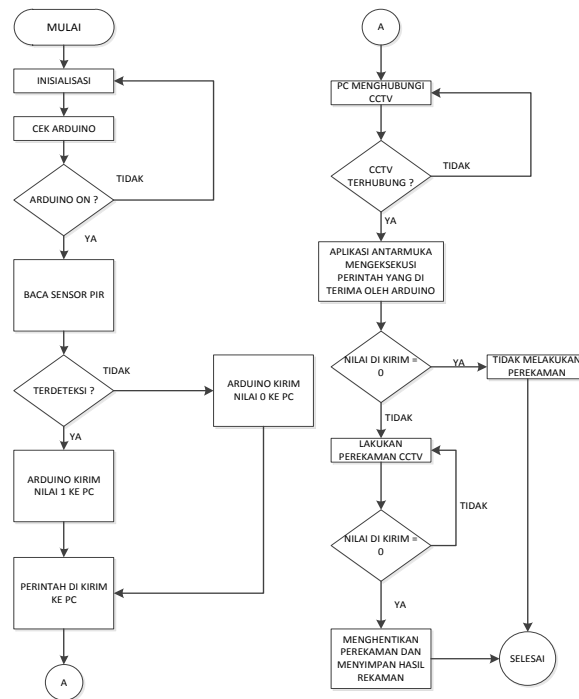 MULAI
INISIALISASI
CEK ARDUINO
ARDUINO ON ?
TIDAK
YA
BACA SENSOR PIR
TERDETEKSI ?
TIDAK
ARDUINO KIRIM
NILAI 0 KE PC
YA
ARDUINO KIRIM
NILAI 1 KE PC
PERINTAH DI KIRIM
KE PC
A
A
PC MENGHUBUNGI
CCTV
CCTV
TERHUBUNG ?
TIDAK
YA
APLIKASI ANTARMUKA
MENGEKSEKUSI
PERINTAH YANG DI
TERIMA OLEH ARDUINO
NILAI DI KIRIM =
0
YA
TIDAK MELAKUKAN
PEREKAMAN
TIDAK
LAKUKAN
PEREKAMAN CCTV
TIDAK
NILAI DI KIRIM =
0
YA
MENGHENTIKAN
PEREKAMAN DAN
MENYIMPAN HASIL
REKAMAN
SELESAI